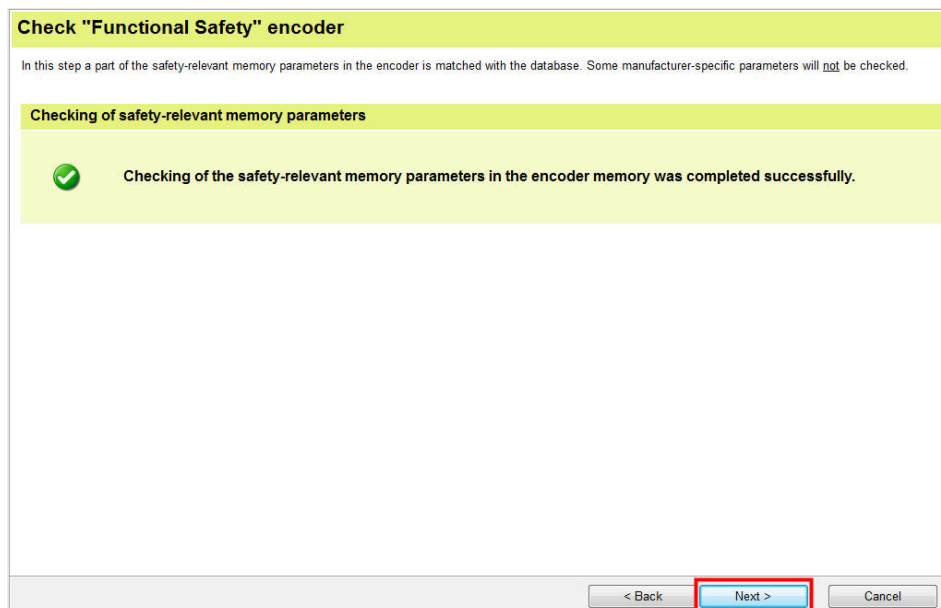 Check "Functional Safety" encoder
In this step a part of the safety-relevant memory parameters in the encoder is matched with the database. Some manufacturer-specific parameters will not be checked.
Checking of safety-relevant memory parameters
Checking of the safety-relevant memory parameters in the encoder memory was completed successfully.
< Back Next > Cancel